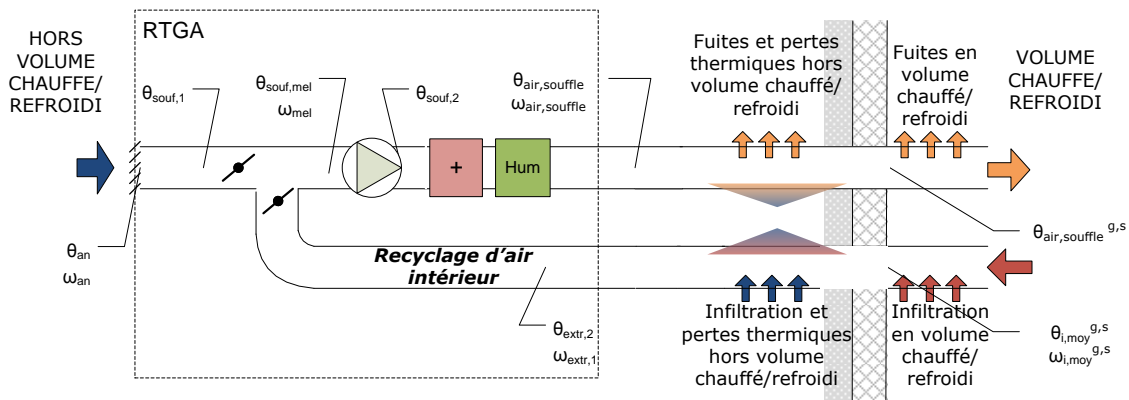 RTGA
HORS
VOLUME
CHAUFFE/
REFROIDI
θsouf,1
θsouf,mel
ωmel
θsouf,2
θair,souffle
ωair,souffle
Fuites et pertes
thermiques hors
volume chauffé/
refroidi
Fuites en
volume
chauffé/
refroidi
VOLUME
CHAUFFE/
REFROIDI
+
Hum
θan
ωan
Recyclage d’air
intérieur
θextr,2
ωextr,1
θair,souffle g,s
Infiltration et
pertes thermiques
hors volume
chauffé/refroidi
Infiltration
en volume
chauffé/
refroidi
θi,moy g,s
ωi,moy g,s